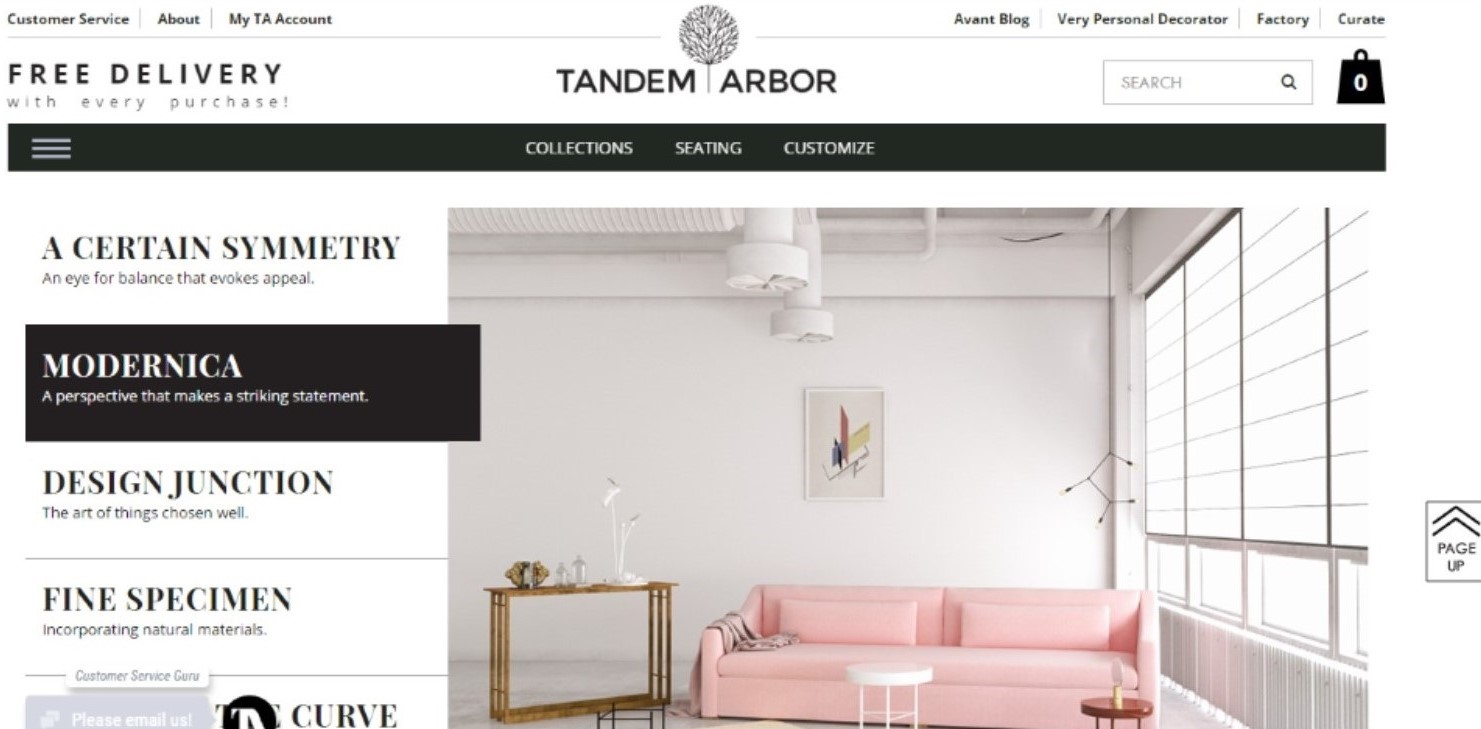 Customer Service About My TA Account
Avant Blog Very Personal Decorator Factory Curate
FREE DELIVERY
with every purchase!
TANDEM ARBOR
SEARCH
0
COLLECTIONS SEATING CUSTOMIZE
A CERTAIN SYMMETRY
An eye for balance that evokes appeal.
MODERNICA
A perspective that makes a striking statement.
DESIGN JUNCTION
The art of things chosen well.
FINE SPECIMEN
Incorporating natural materials.
Customer Service Guru
Please email us!
CURVE
PAGE
UP